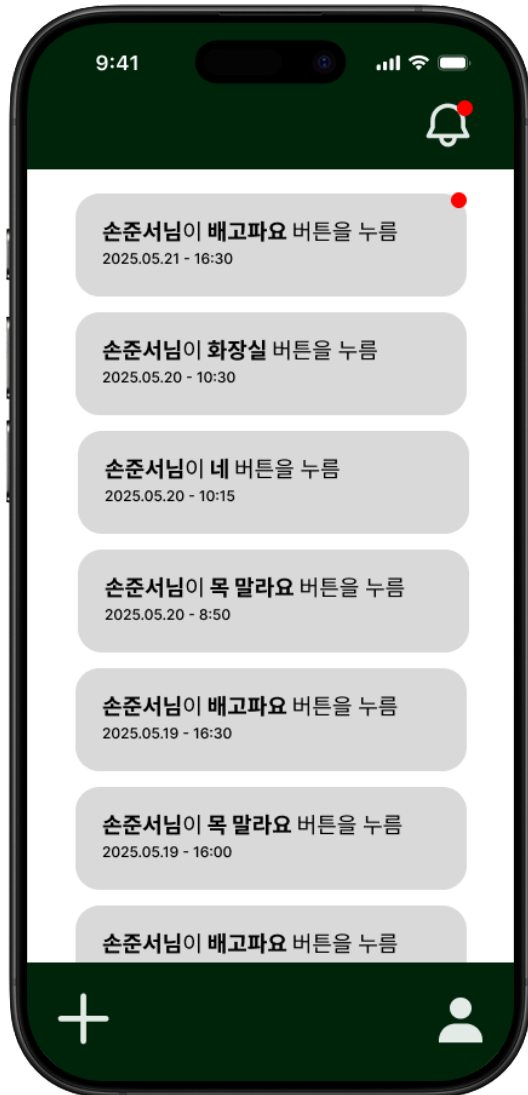 9:41
손준서님이 배고파요 버튼을 누름
2025.05.21 - 16:30
손준서님이 화장실 버튼을 누름
2025.05.20 - 10:30
손준서님이 네 버튼을 누름
2025.05.20 - 10:15
손준서님이 목 말라요 버튼을 누름
2025.05.20 - 8:50
손준서님이 배고파요 버튼을 누름
2025.05.19 - 16:30
손준서님이 목 말라요 버튼을 누름
2025.05.19 - 16:00
손준서님이 배고파요 버튼을 누름